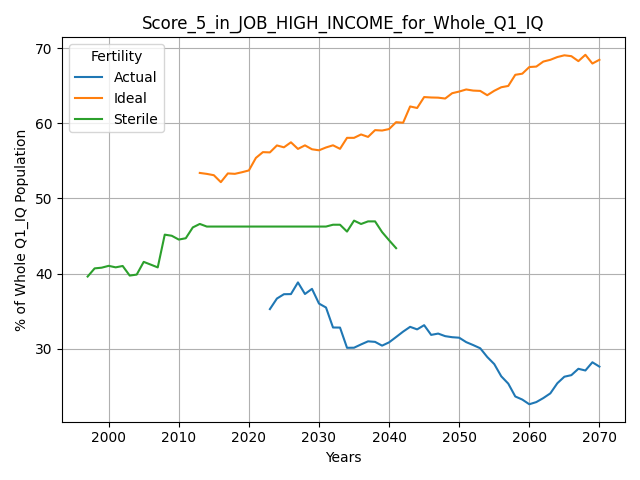 Score_5_in_JOB_HIGH_INCOME_for_Whole_Q1_IQ
% of Whole Q1_IQ Population
70
60
50
40
30
Fertility
Actual
Ideal
Sterile
2000 2010 2020 2030 2040 2050 2060 2070
Years